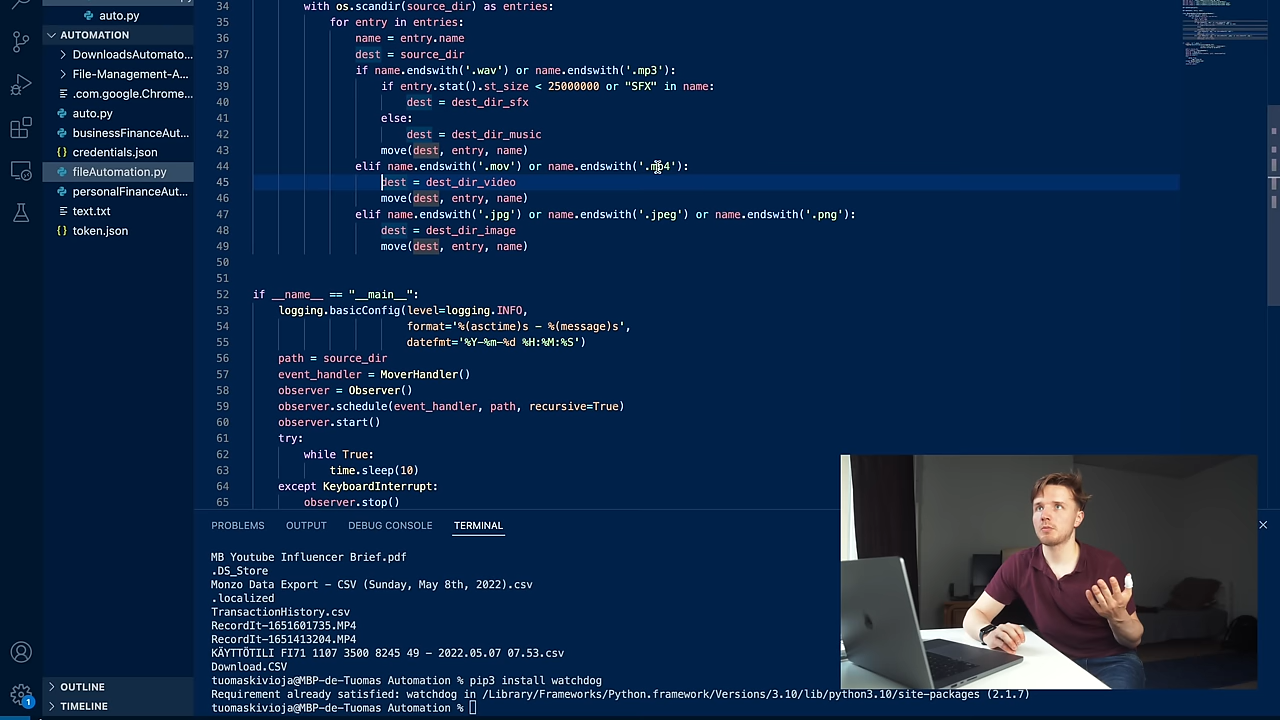 auto.py
AUTOMATION
DownloadsAutomato...
File-Management-A...
.com.google.Chrome...
auto.py
businessFinanceAut...
credentials.json
fileAutomation.py
personalFinanceAut...
text.txt
token.json
OUTLINE
TIMELINE
1
34 with os.scandir(source_dir) as entries:
35 for entry in entries:
36 name = entry.name
37 dest = source_dir
38 if name.endswith('.wav') or name.endswith('.mp3'):
39 if entry.stat().st_size < 25000000 or "SFX" in name:
40 dest = dest_dir_sfx
41 else:
42 dest = dest_dir_music
43 move(dest, entry, name)
44 elif name.endswith('.mov') or name.endswith('.mp4'):
45 dest = dest_dir_video
46 move(dest, entry, name)
47 elif name.endswith('.jpg') or name.endswith('.jpeg') or name.endswith('.png'):
48 dest = dest_dir_image
49 move(dest, entry, name)
50
51
52 if __name__ == "__main__":
53 logging.basicConfig(level=logging.INFO,
54 format='%(asctime)s - %(message)s',
55 datefmt='%Y-%m-%d %H:%M:%S')
56 path = source_dir
57 event_handler = MoverHandler()
58 observer = Observer()
59 observer.schedule(event_handler, path, recursive=True)
60 observer.start()
61 try:
62 while True:
63 time.sleep(10)
64 except KeyboardInterrupt:
65 observer.stop()
PROBLEMS OUTPUT DEBUG CONSOLE TERMINAL
MB Youtube Influencer Brief.pdf
.DS_Store
Monzo Data Export - CSV (Sunday, May 8th, 2022).csv
.localized
TransactionHistory.csv
RecordIt-1651601735.MP4
RecordIt-1651413204.MP4
KÄYTTÖTILI FI71 1107 3500 8245 49 - 2022.05.07 07.53.csv
Download.CSV
tuomaskivioja@MBP-de-Tuomas Automation % pip3 install watchdog
Requirement already satisfied: watchdog in /Library/Frameworks/Python.framework/Versions/3.10/lib/python3.10/site-packages (2.1.7)
tuomaskivioja@MBP-de-Tuomas Automation %